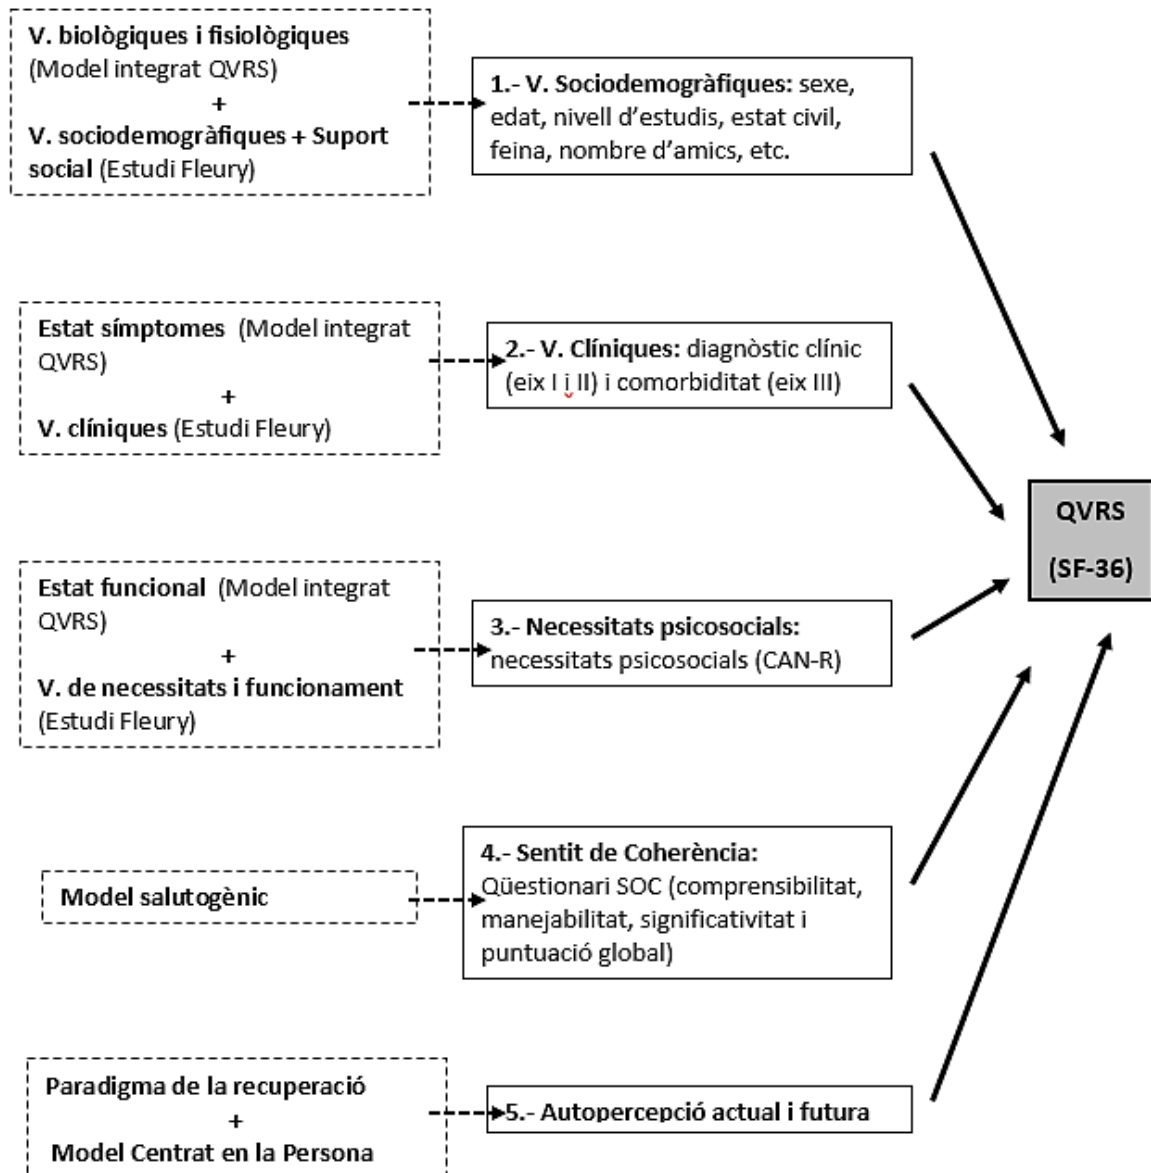 V. biològiques i fisiològiques
(Model integrat QVRS)
+
V. sociodemogràfiques + Suport
social (Estudi Fleury)
1.- V. Sociodemogràfiques: sexe,
edat, nivell d'estudis, estat civil,
feina, nombre d'amics, etc.
Estat símptomes (Model integrat
QVRS)
+
V. clíniques (Estudi Fleury)
2.- V. Clíniques: diagnòstic clínic
(eix I i II) i comorbiditat (eix III)
QVRS
(SF-36)
Estat funcional (Model integrat
QVRS)
+
V. de necessitats i funcionament
(Estudi Fleury)
3.- Necessitats psicosocials:
necessitats psicosocials (CAN-R)
Model salutogènic
4.- Sentit de Coherència:
Qüestionari SOC (comprensibilitat,
manejabilitat, significativitat i
puntuació global)
Paradigma de la recuperació
+
Model Centrat en la Persona
5.- Autopercepció actual i futura